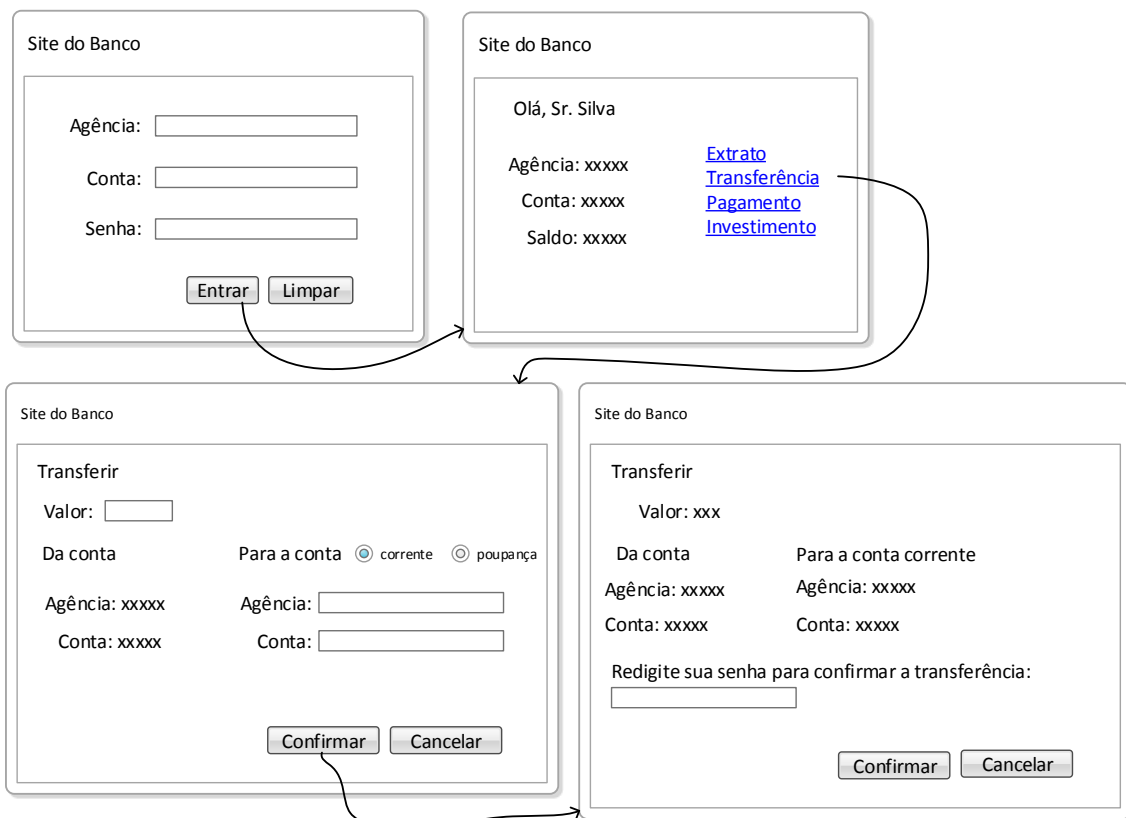 Site do Banco
Agência:
Conta:
Senha:
Entrar Limpar
Site do Banco
Olá, Sr. Silva
Agência: xxxxx
Conta: xxxxx
Saldo: xxxxx
Extrato
Transferência
Pagamento
Investimento
Site do Banco
Transferir
Valor:
Da conta
Agência: xxxxx
Conta: xxxxx
Para a conta corrente poupança
Agência:
Conta:
Confirmar Cancelar
Site do Banco
Transferir
Valor: xxx
Da conta
Agência: xxxxx
Conta: xxxxx
Para a conta corrente
Agência: xxxxx
Conta: xxxxx
Redigite sua senha para confirmar a transferência:
Confirmar Cancelar